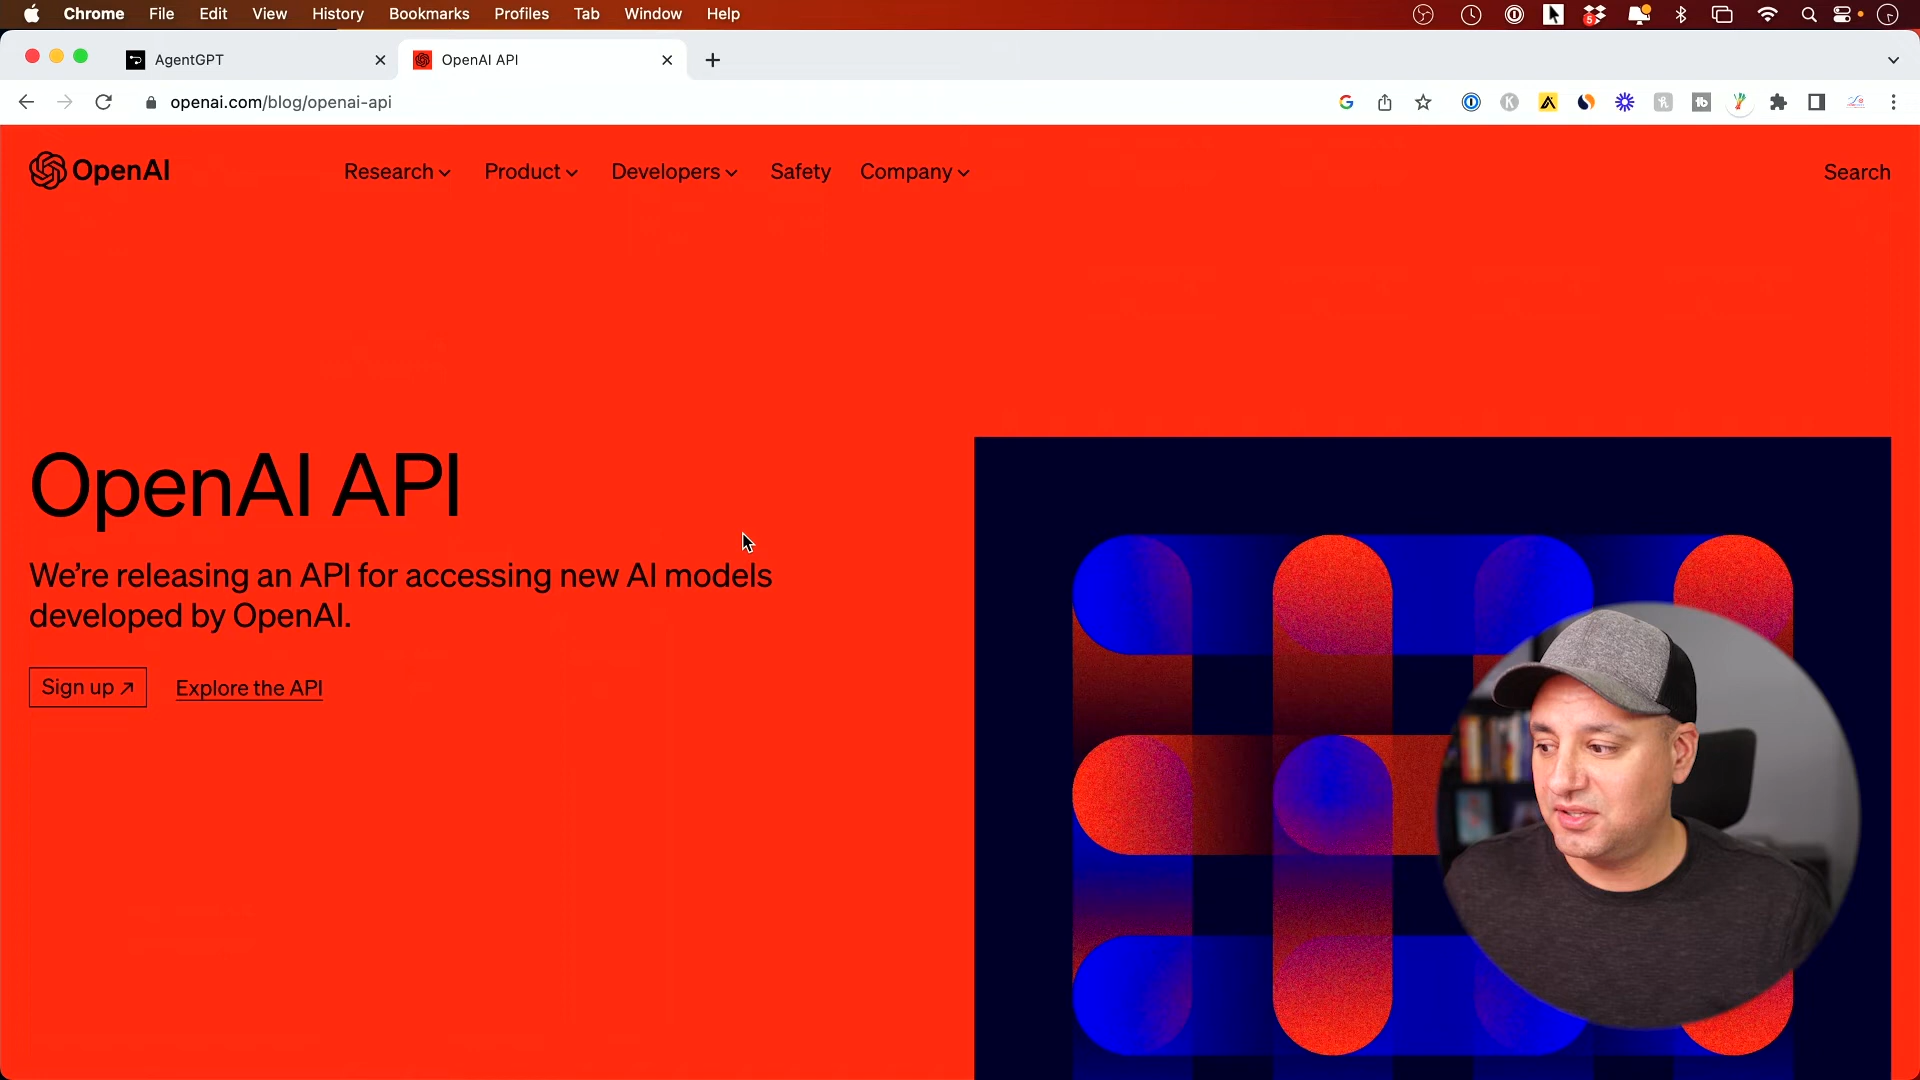 Chrome File Edit View History Bookmarks Profiles Tab Window Help
AgentGPT
OpenAI API
openai.com/blog/openai-api
OpenAI
Research
Product
Developers
Safety
Company
Search
OpenAI API
We're releasing an API for accessing new AI models
developed by OpenAI.
Sign up ↗
Explore the API